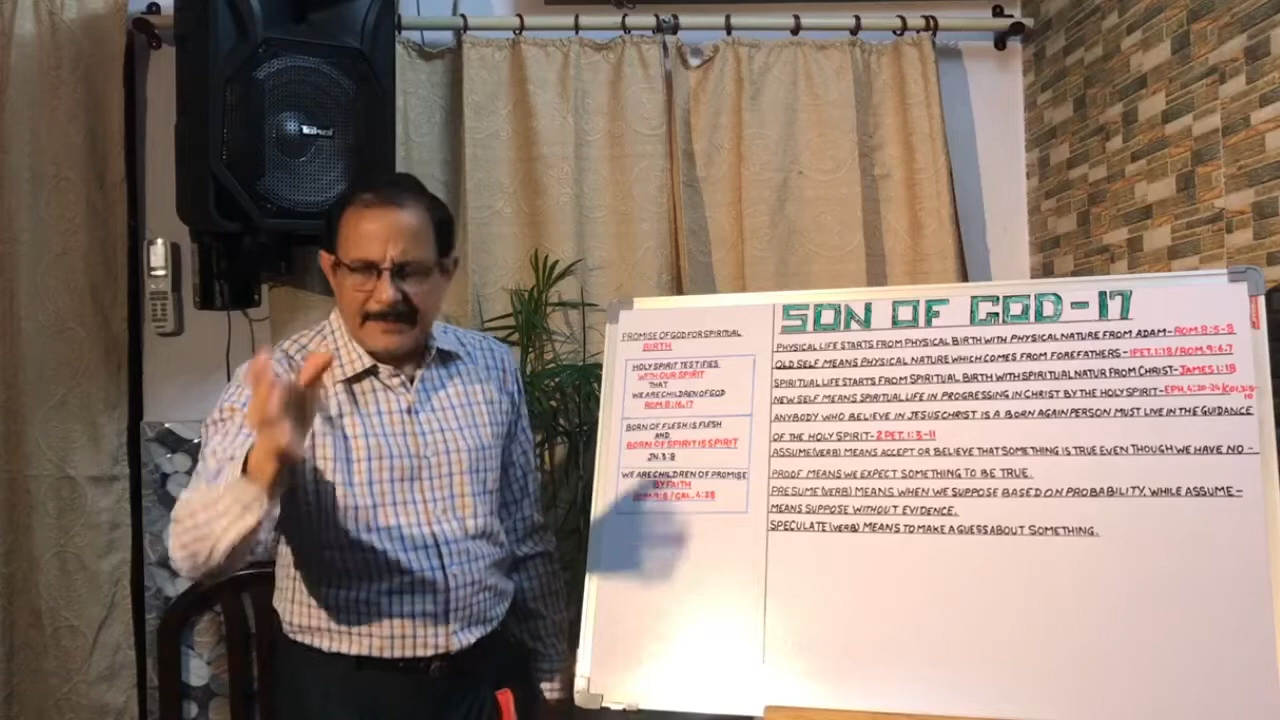 SON OF GOD-17
PROMISE OF GOD FOR SPIRITUAL
BIRTH
HOLY SPIRIT TESTIFIES
WITH OUR SPIRIT
THAT
WE ARE CHILDREN OF GOD
ROM.8:16,17
BORN OF FLESH IS FLESH
AND
BORN OF SPIRIT IS SPIRIT
JN.3:8
WE ARE CHILDREN OF PROMISE
BY FAITH
ROM.9:8/GAL.4:28
PHYSICAL LIFE STARTS FROM PHYSICAL BIRTH WITH PHYSICAL NATURE FROM ADAM-ROM.8:5-8
OLD SELF MEANS PHYSICAL NATURE WHICH COMES FROM FOREFATHERS-1PET.1:18/ROM.9:6,7
SPIRITUAL LIFE STARTS FROM SPIRITUAL BIRTH WITH SPIRITUAL NATUR FROM CHRIST-JAMES 1:18
NEW SELF MEANS SPIRITUAL LIFE IN PROGRESSING IN CHRIST BY THE HOLY SPIRIT-EPH.4:20-24
ANYBODY WHO BELIEVE IN JESUS CHRIST IS A BORN AGAIN PERSON MUST LIVE IN THE GUIDANCE
OF THE HOLY SPIRIT-2PET.1:3-11
ASSUME(VERB) MEANS ACCEPT OR BELIEVE THAT SOMETHING IS TRUE EVEN THOUGH WE HAVE NO-
PROOF MEANS WE EXPECT SOMETHING TO BE TRUE.
PRESUME(VERB) MEANS WHEN WE SUPPOSE BASED ON PROBABILITY, WHILE ASSUME-
MEANS SUPPOSE WITHOUT EVIDENCE.
SPECULATE(VERB) MEANS TO MAKE A GUESS ABOUT SOMETHING.